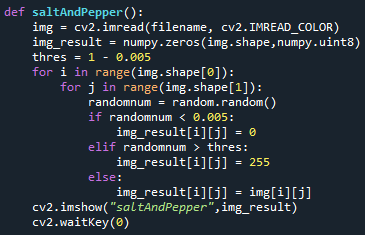 def saltAndPepper():
    img = cv2.imread(filename, cv2.IMREAD_COLOR)
    img_result = numpy.zeros(img.shape,numpy.uint8)
    thres = 1 - 0.005
    for i in range(img.shape[0]):
        for j in range(img.shape[1]):
            randomnum = random.random()
            if randomnum < 0.005:
                img_result[i][j] = 0
            elif randomnum > thres:
                img_result[i][j] = 255
            else:
                img_result[i][j] = img[i][j]
    cv2.imshow("saltAndPepper",img_result)
    cv2.waitKey(0)